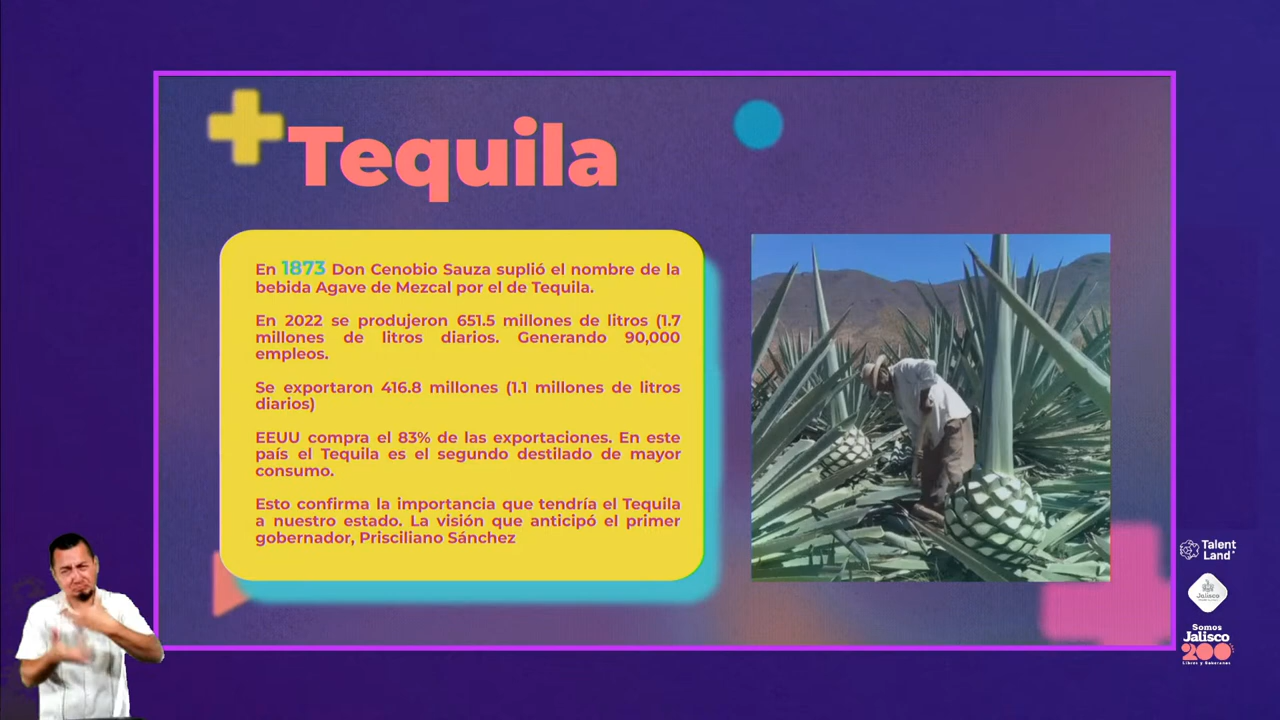 Tequila
En 1873 Don Cenobio Sauza suplió el nombre de la
bebida Agave de Mezcal por el de Tequila.
En 2022 se produjeron 651.5 millones de litros (1.7
millones de litros diarios. Generando 90,000
empleos.
Se exportaron 416.8 millones (1.1 millones de litros
diarios)
EEUU compra el 83% de las exportaciones. En este
país el Tequila es el segundo destilado de mayor
consumo.
Esto confirma la importancia que tendría el Tequila
a nuestro estado. La visión que anticipó el primer
gobernador, Prisciliano Sánchez
Talent
Land
Jalisco
Somos
Jalisco
200
Libres y Soberanos